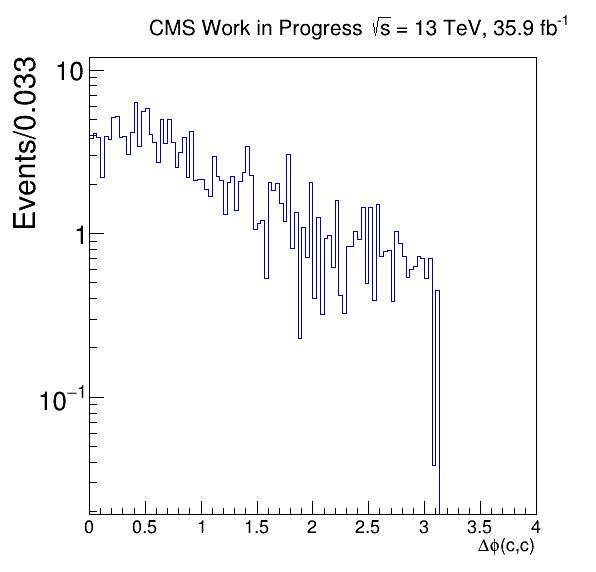 CMS Work in Progress √s = 13 TeV, 35.9 fb⁻¹
Events/0.033
10
1
10⁻¹
0 0.5 1 1.5 2 2.5 3 3.5 4
Δϕ(c,c)